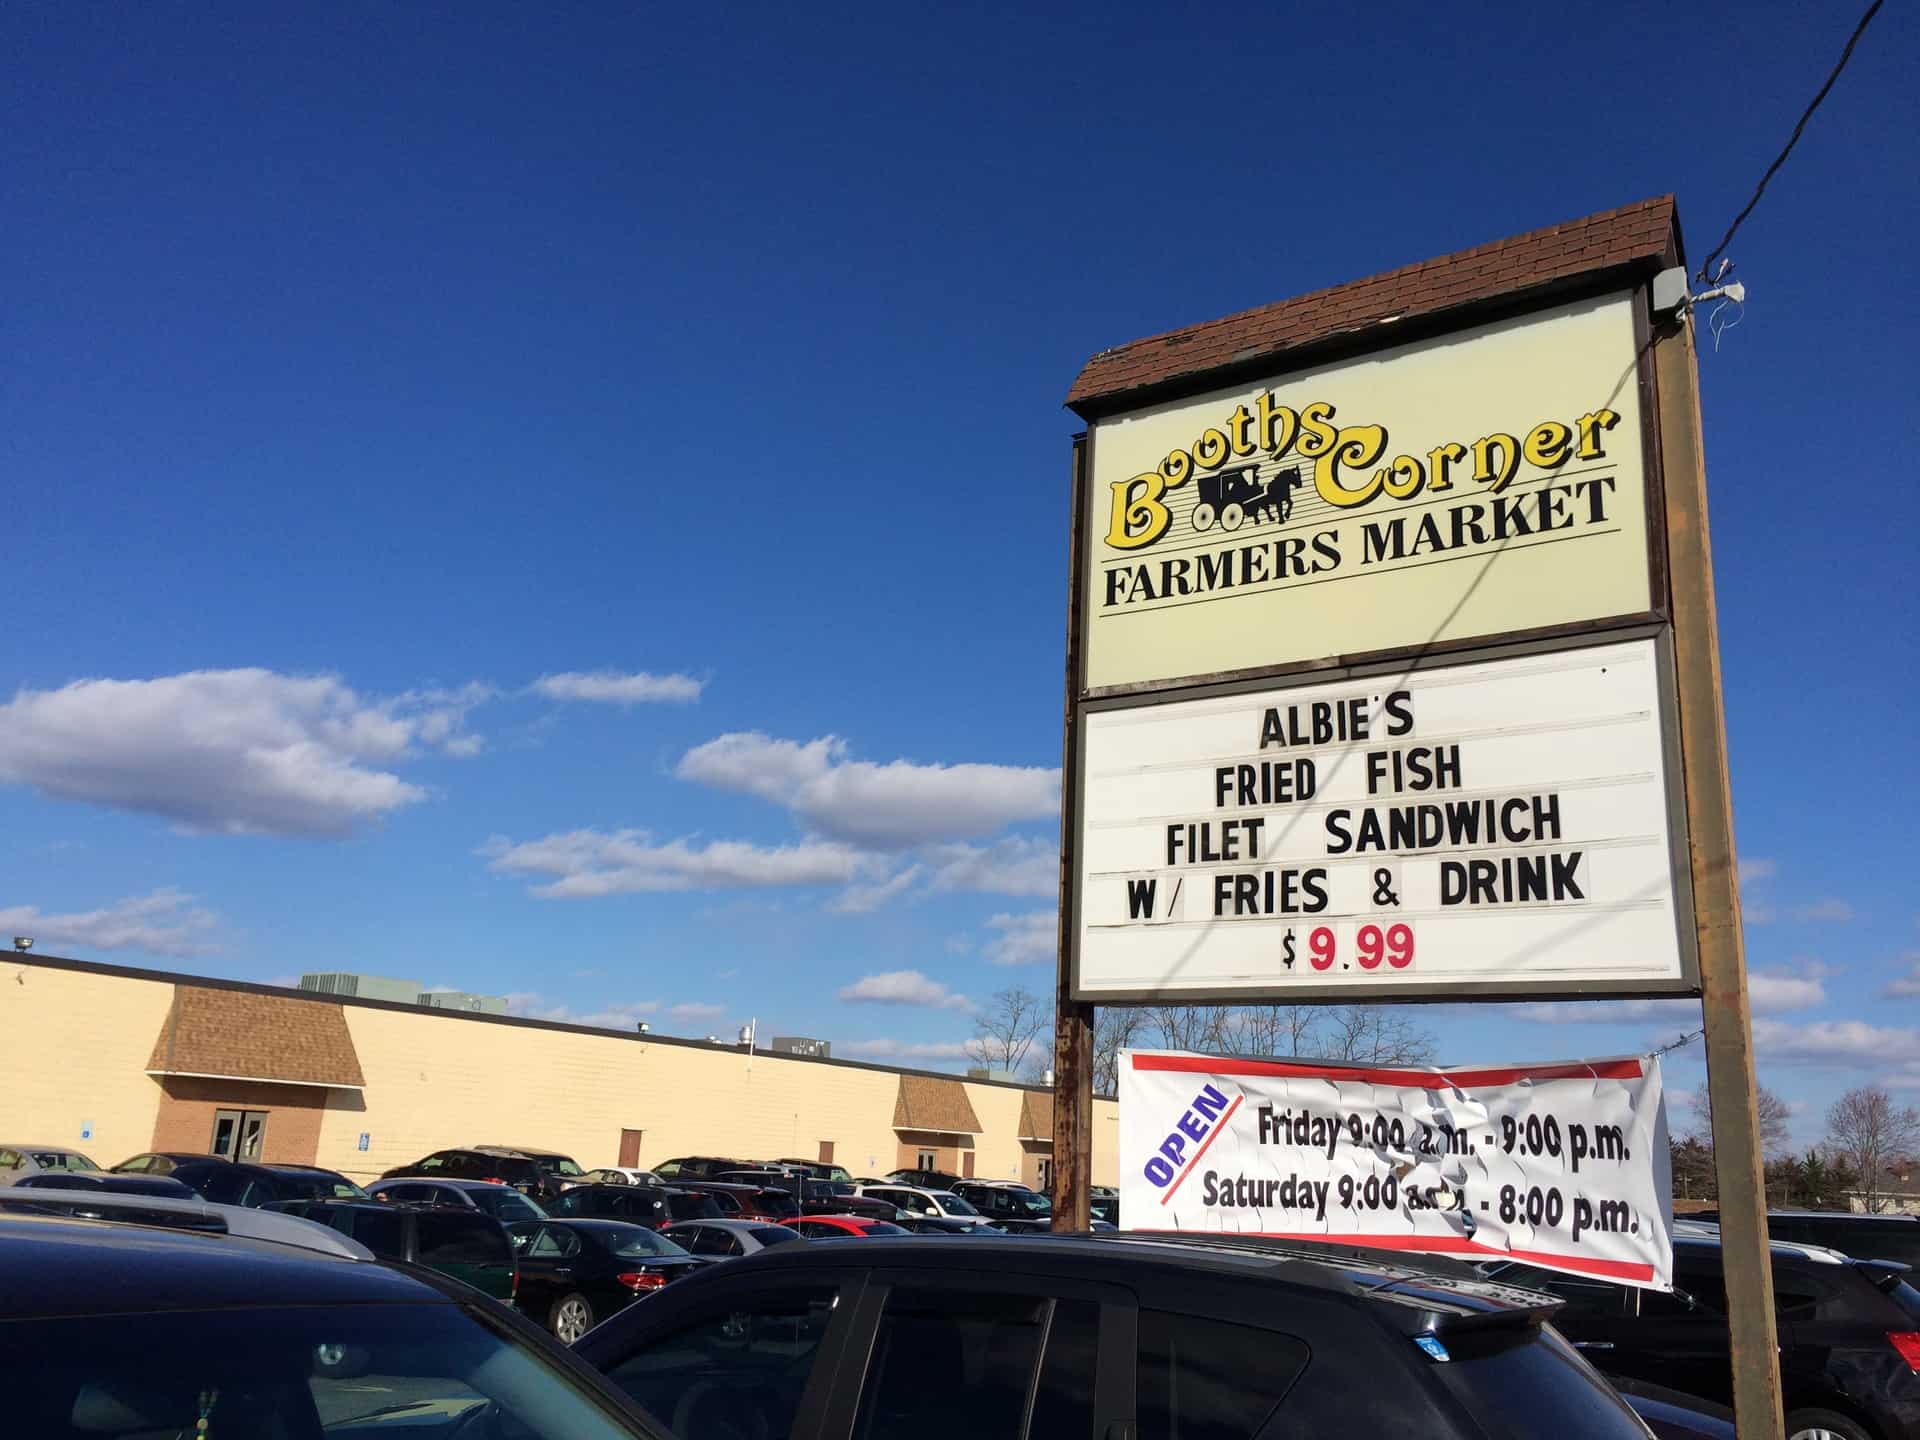 Booths Corner
FARMERS MARKET
ALBIE'S
FRIED FISH
FILET SANDWICH
W/ FRIES & DRINK
$9.99
OPEN
Friday 9:00 a.m. - 9:00 p.m.
Saturday 9:00 a.m. - 8:00 p.m.